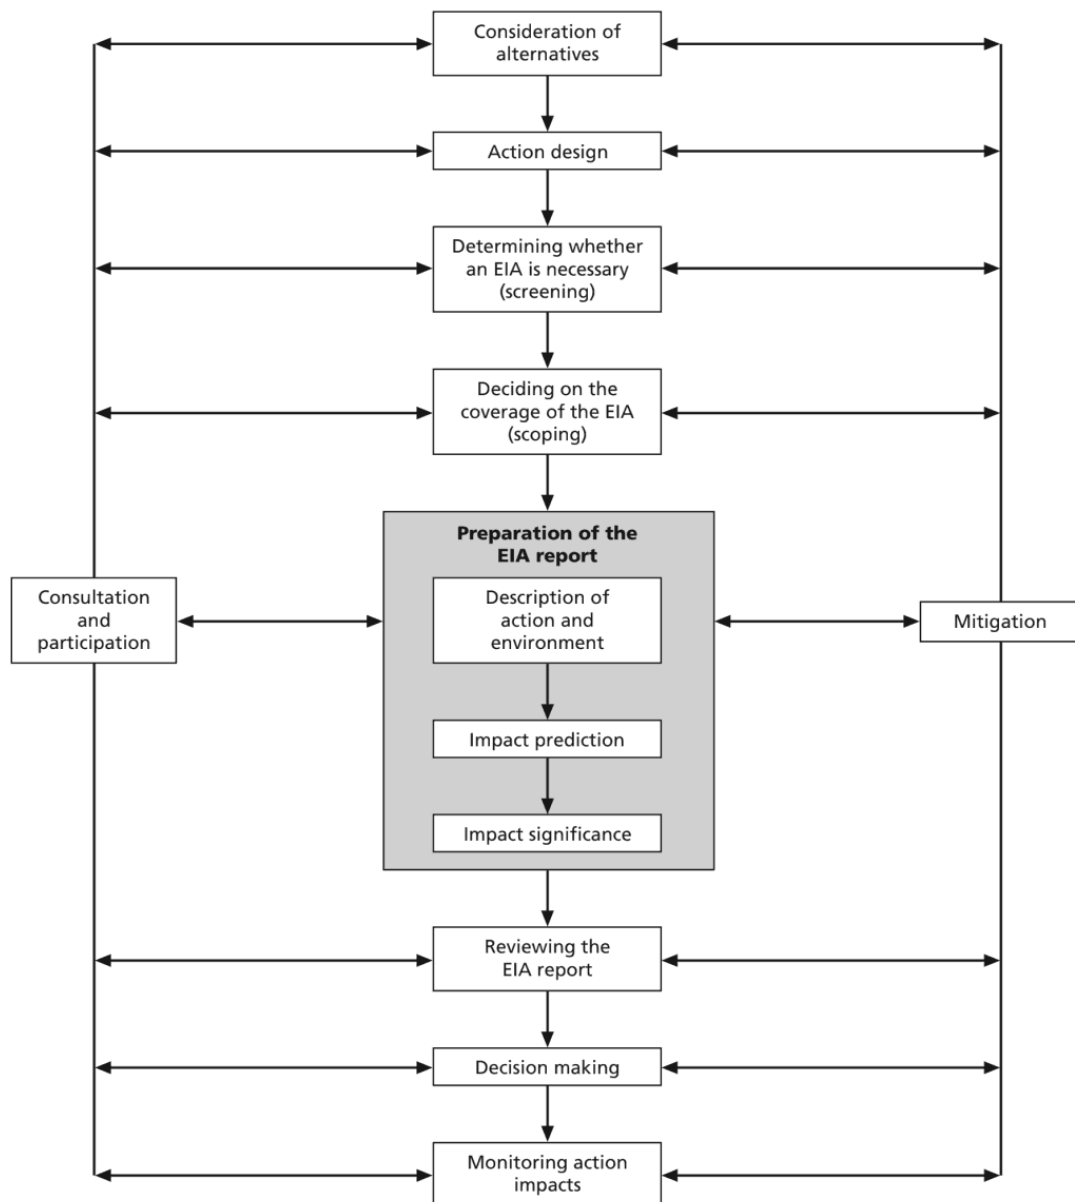 Consideration of
alternatives
Action design
Determining whether
an EIA is necessary
(screening)
Deciding on the
coverage of the EIA
(scoping)
Preparation of the
EIA report
Consultation
and
participation
Description of
action and
environment
Mitigation
Impact prediction
Impact significance
Reviewing the
EIA report
Decision making
Monitoring action
impacts